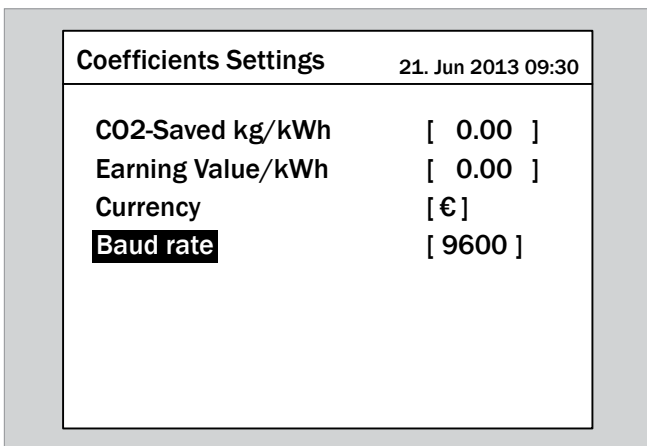 Coefficients Settings 21. Jun 2013 09:30
CO2-Saved kg/kWh [ 0.00 ]
Earning Value/kWh [ 0.00 ]
Currency [ € ]
Baud rate [ 9600 ]